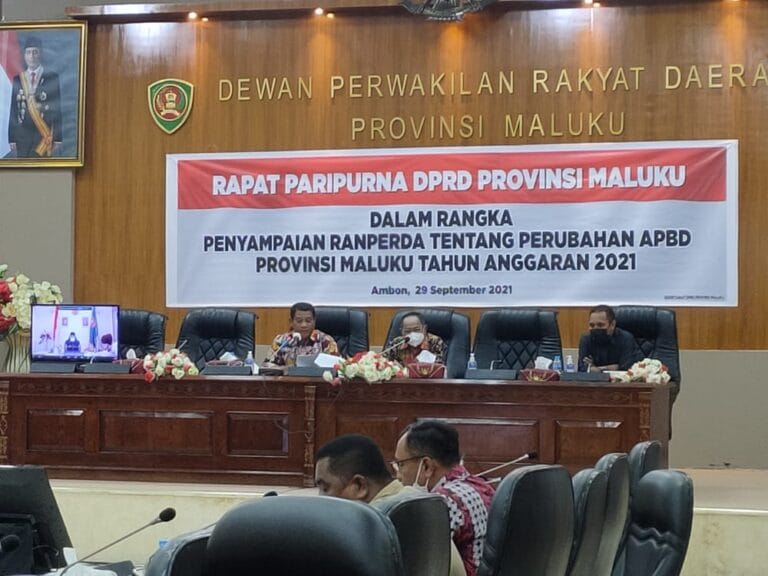 DEWAN PERWAKILAN RAKYAT DAERA
PROVINSI MALUKU
RAPAT PARIPURNA DPRD PROVINSI MALUKU
DALAM RANGKA
PENYAMPAIAN RANPERDA TENTANG PERUBAHAN APBD
PROVINSI MALUKU TAHUN ANGGARAN 2021
Ambon, 29 September 2021